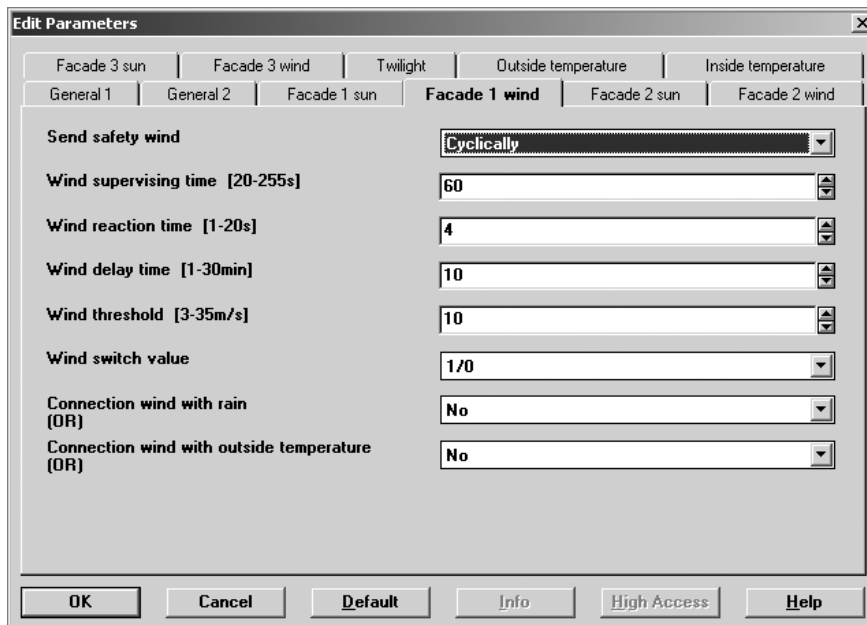 Edit Parameters
Facade 3 sun Facade 3 wind Twilight Outside temperature Inside temperature
General 1 General 2 Facade 1 sun Facade 1 wind Facade 2 sun Facade 2 wind
Send safety wind Cyclically
Wind supervising time [20-255s] 60
Wind reaction time [1-20s] 4
Wind delay time [1-30min] 10
Wind threshold [3-35m/s] 10
Wind switch value 1/0
Connection wind with rain No
(OR)
Connection wind with outside temperature No
(OR)
OK Cancel Default Info High Access Help